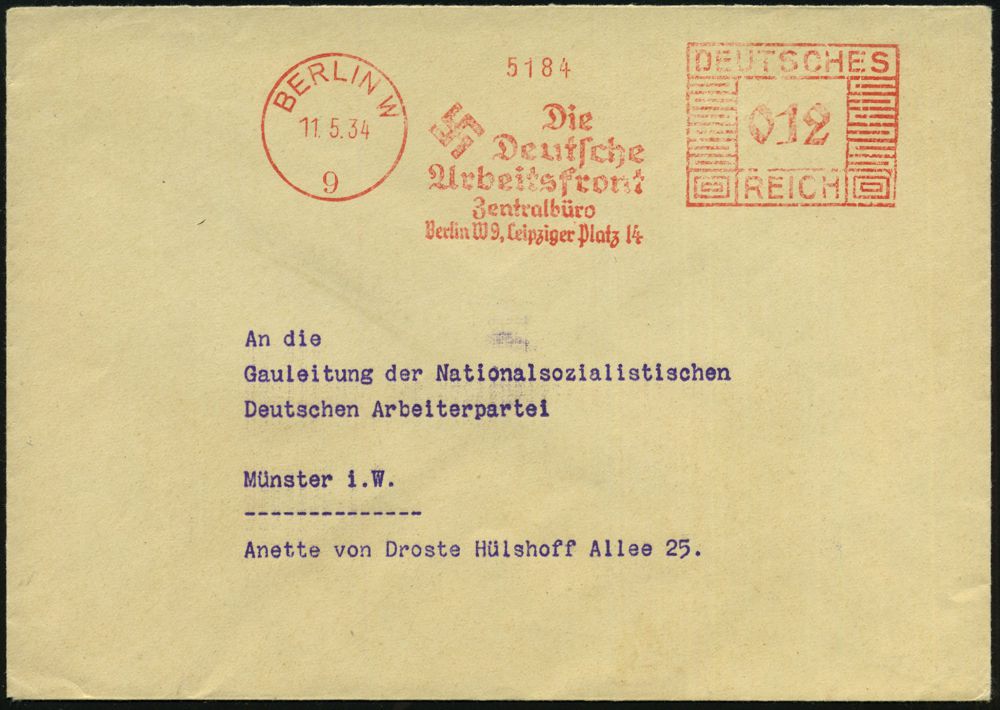 BERLIN W
11.5.34
9
5184
Die
Deutsche
Arbeitsfront
Zentralbüro
Berlin W9, Leipziger Platz 14
DEUTSCHES
012
REICH
An die
Gauleitung der Nationalsozialistischen
Deutschen Arbeiterpartei
Münster i.W.
--------------
Anette von Droste Hülshoff Allee 25.